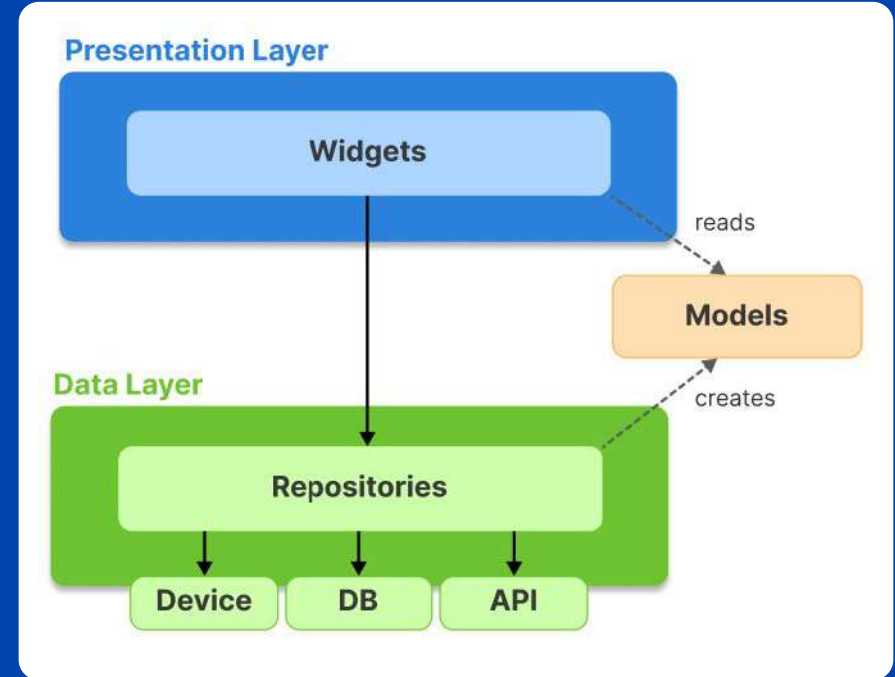 Presentation Layer
Widgets
reads
Models
Data Layer
creates
Repositories
Device
DB
API